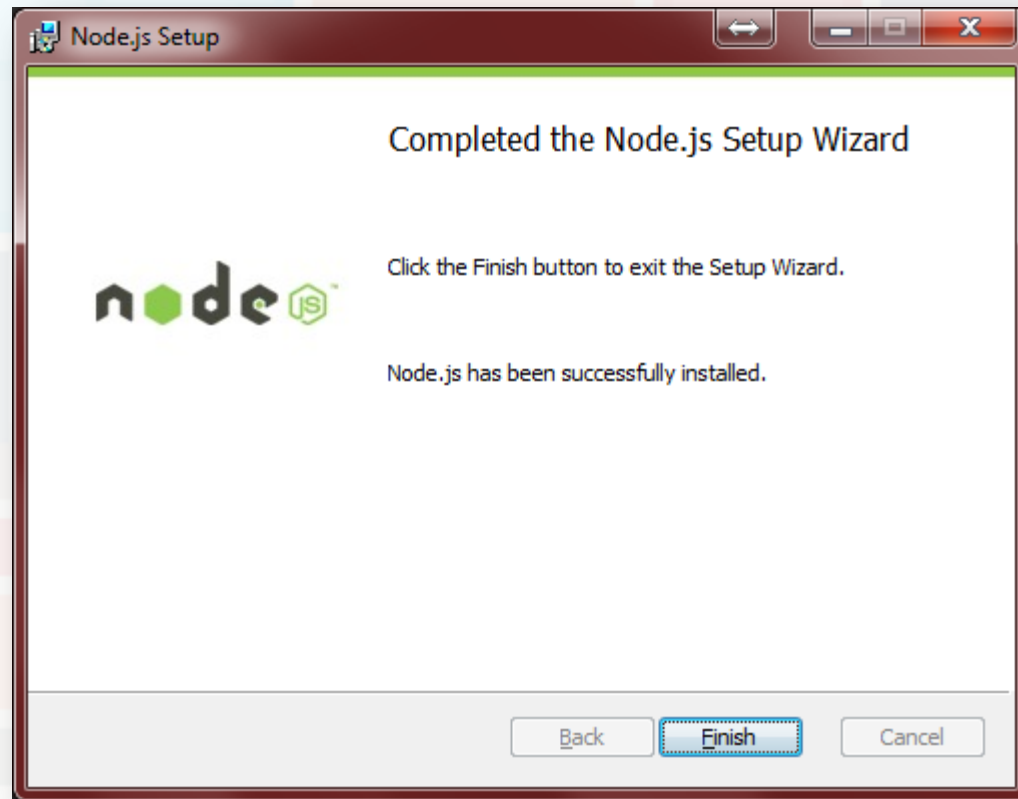 Node.js Setup
Completed the Node.js Setup Wizard
Click the Finish button to exit the Setup Wizard.
node JS™
Node.js has been successfully installed.
Back Finish Cancel